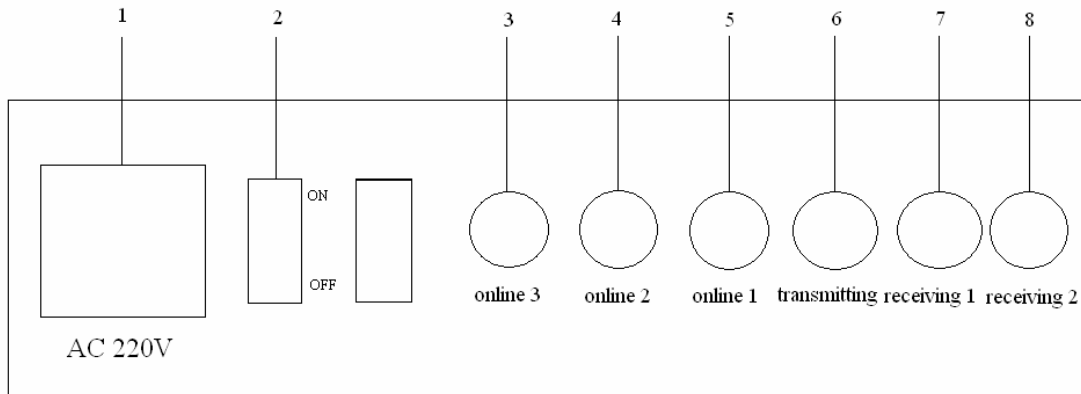 1 2 3 4 5 6 7 8
ON
OFF
online 3 online 2 online 1 transmitting receiving 1 receiving 2
AC 220V